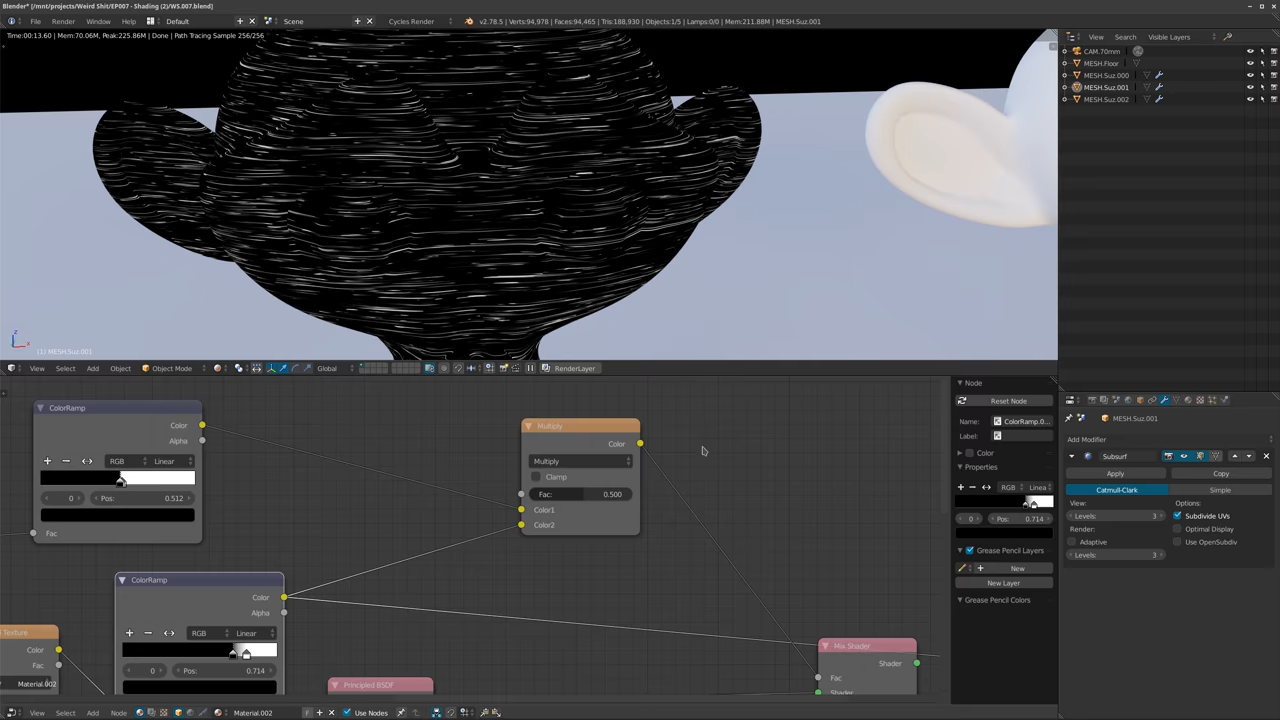 Blender* [/mnt/projects/Weird Shit/EP007 - Shading (2)/WS.007.blend]
File Render Window Help Default Scene Cycles Render v2.78.5 | Verts:94,978 | Faces:94,465 | Tris:188,930 | Objects:1/5 | Lamps:0/0 | Mem:211.88M | MESH.Suz.001
Time:00:13.60 | Mem:70.06M, Peak:225.86M | Done | Path Tracing Sample 256/256
View Search Visible Layers
CAM.70mm
MESH.Floor
MESH.Suz.000
MESH.Suz.001
MESH.Suz.002
z
x
(1) MESH.Suz.001
View Select Add Object Object Mode Global RenderLayer
ColorRamp
Color
Alpha
RGB Linear
0 Pos: 0.512
Fac
Multiply
Color
Multiply
Clamp
Fac: 0.500
Color1
Color2
ColorRamp
Color
Alpha
RGB Linear
0 Pos: 0.714
Texture
Color
Fac
Material.002
Principled BSDF
Mix Shader
Shader
Fac
Shader
Node
Reset Node
Name: ColorRamp.0...
Label:
Color
Properties
RGB Linea
0 Pos: 0.714
Grease Pencil Layers
New
New Layer
Grease Pencil Colors
MESH.Suz.001
Add Modifier
Subsurf
Apply Copy
Catmull-Clark Simple
View: Options:
Levels: 3 Subdivide UVs
Render: Optimal Display
Adaptive Use OpenSubdiv
Levels: 3
View Select Add Node Material.002 F Use Nodes